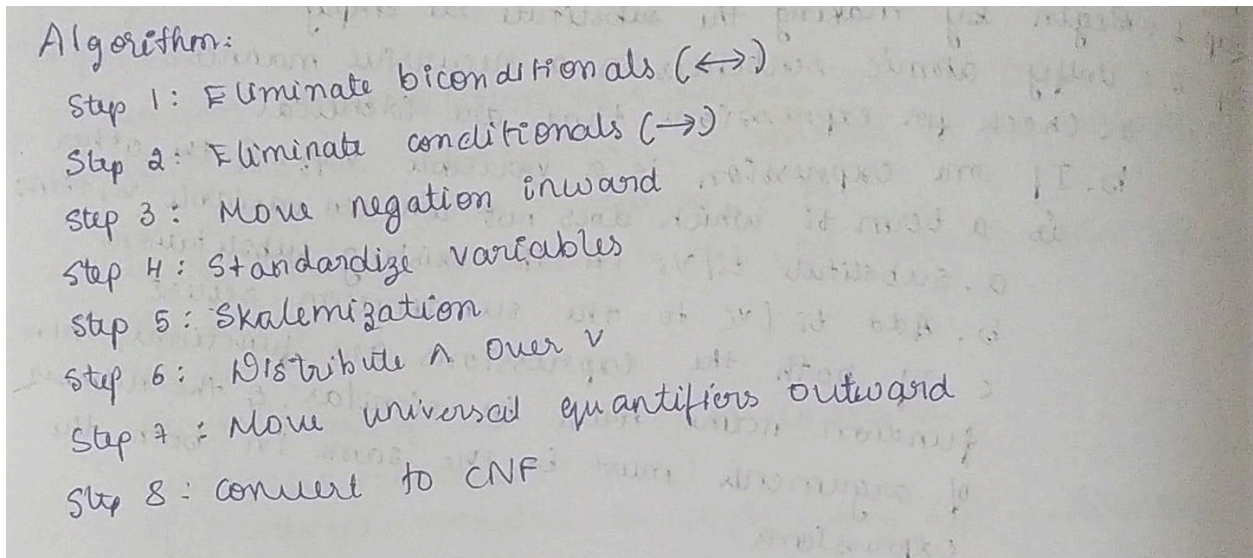 Algorithm:
Step 1: Eliminate biconditionals (↔)
Step 2: Eliminate conditionals (→)
Step 3: Move negation inward
Step 4: Standardize variables
Step 5: Skalemization
Step 6: Distribute ∧ over ∨
Step 7: Move universal quantifiers outward
Step 8: convert to CNF